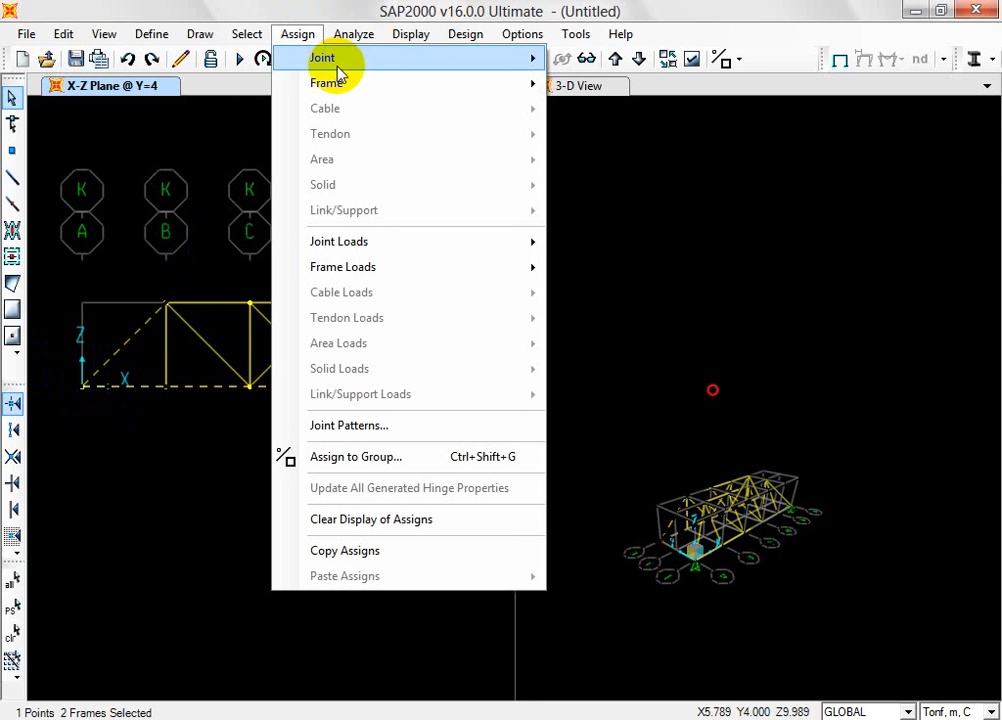 SAP2000 v16.0.0 Ultimate - (Untitled)
File Edit View Define Draw Select Assign Analyze Display Design Options Tools Help
nd
X-Z Plane @ Y=4
3-D View
Joint
Frame
Cable
Tendon
Area
Solid
Link/Support
Joint Loads
Frame Loads
Cable Loads
Tendon Loads
Area Loads
Solid Loads
Link/Support Loads
Joint Patterns...
Assign to Group... Ctrl+Shift+G
Update All Generated Hinge Properties
Clear Display of Assigns
Copy Assigns
Paste Assigns
K K K
A B C
Z
X
all
PS
clr
A
1 Points 2 Frames Selected
X5.789 Y4.000 Z9.989
GLOBAL
Tonf, m, C